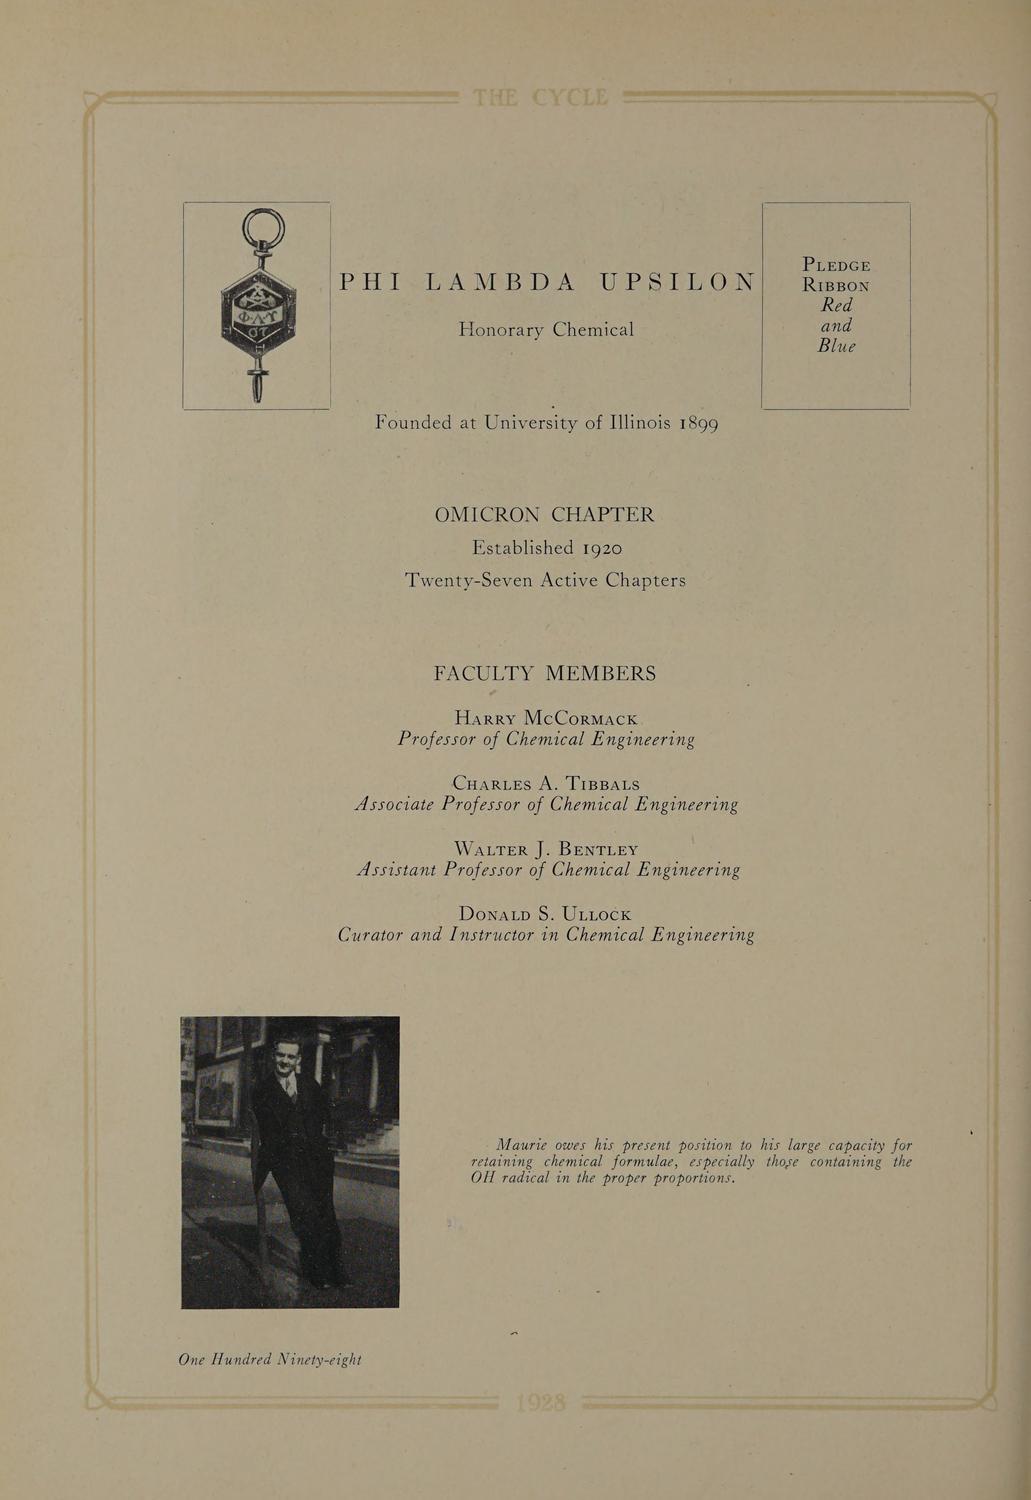 THE CYCLE
ΦΛΥ
PHI LAMBDA UPSILON
Honorary Chemical
PLEDGE
RIBBON
Red
and
Blue
Founded at University of Illinois 1899
OMICRON CHAPTER
Established 1920
Twenty-Seven Active Chapters
FACULTY MEMBERS
HARRY MCCORMACK
Professor of Chemical Engineering
CHARLES A. TIBBALS
Associate Professor of Chemical Engineering
WALTER J. BENTLEY
Assistant Professor of Chemical Engineering
DONALD S. ULLOCK
Curator and Instructor in Chemical Engineering
Maurie owes his present position to his large capacity for
retaining chemical formulae, especially those containing the
OH radical in the proper proportions.
One Hundred Ninety-eight
1928